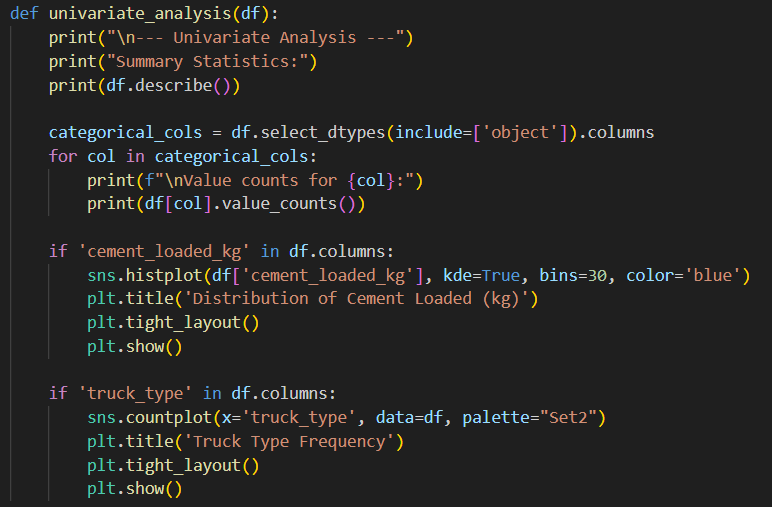 def univariate_analysis(df):
    print("\n--- Univariate Analysis ---")
    print("Summary Statistics:")
    print(df.describe())

    categorical_cols = df.select_dtypes(include=['object']).columns
    for col in categorical_cols:
        print(f"\nValue counts for {col}:")
        print(df[col].value_counts())

    if 'cement_loaded_kg' in df.columns:
        sns.histplot(df['cement_loaded_kg'], kde=True, bins=30, color='blue')
        plt.title('Distribution of Cement Loaded (kg)')
        plt.tight_layout()
        plt.show()

    if 'truck_type' in df.columns:
        sns.countplot(x='truck_type', data=df, palette="Set2")
        plt.title('Truck Type Frequency')
        plt.tight_layout()
        plt.show()